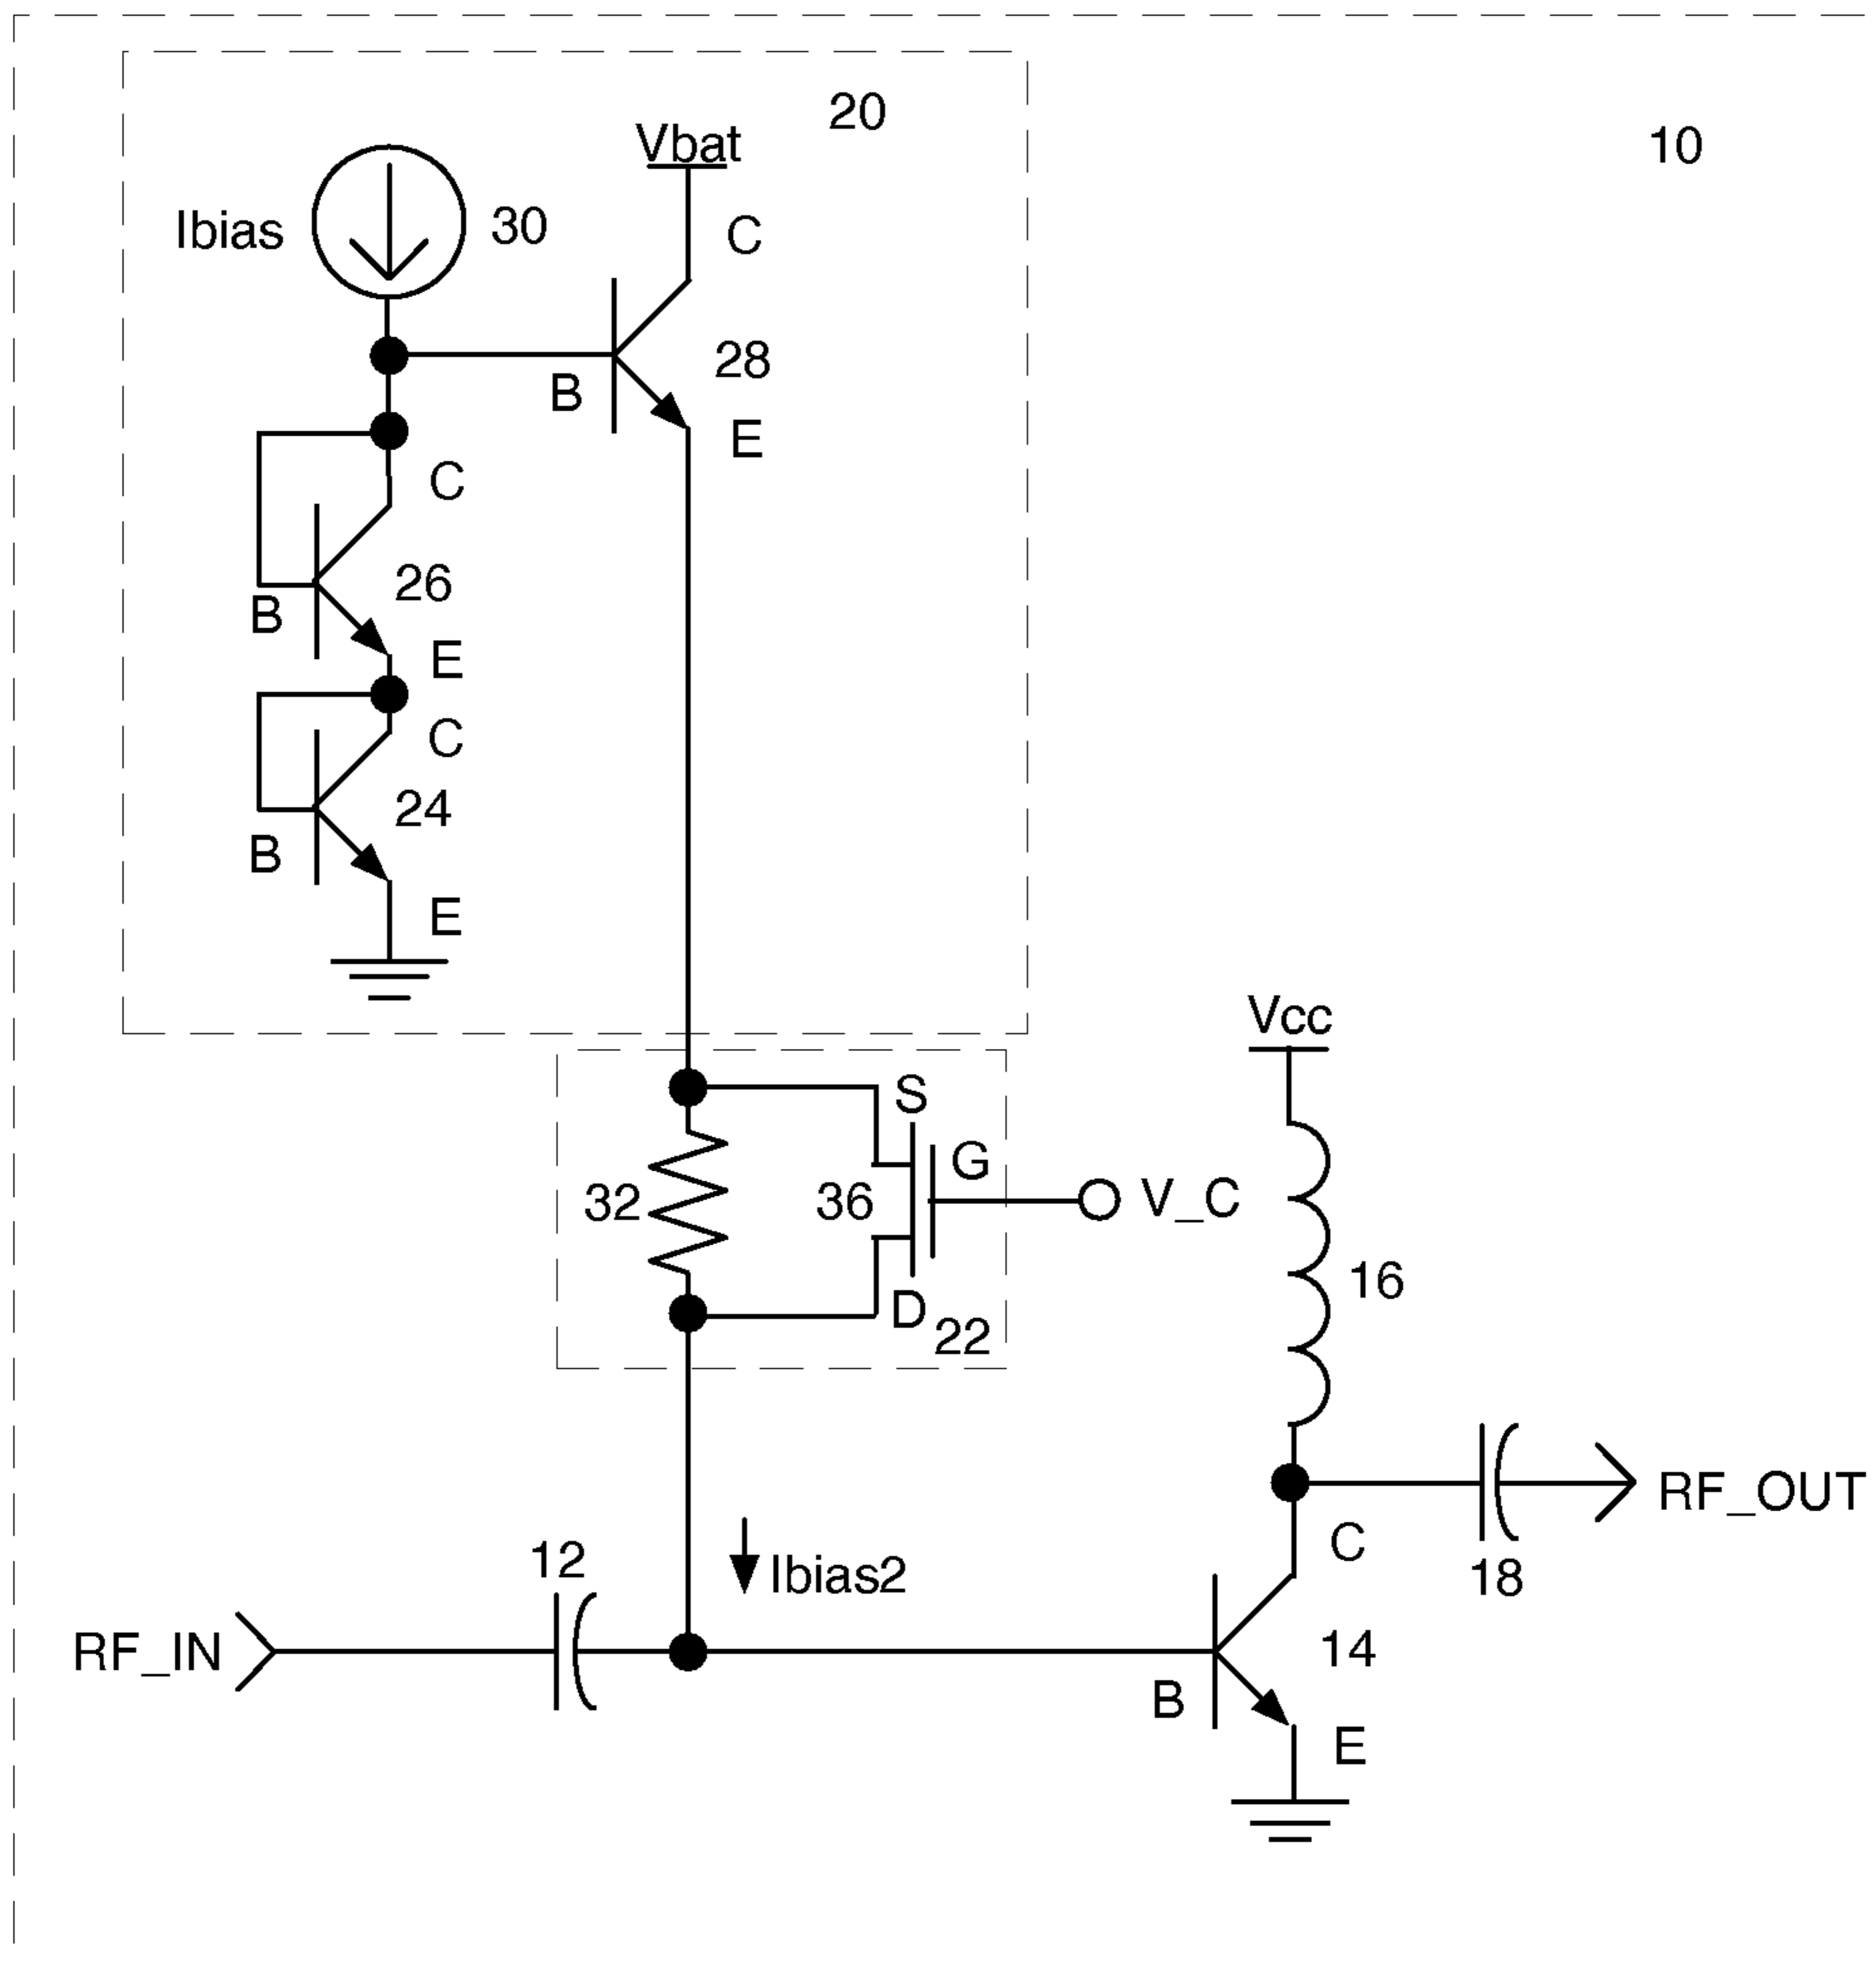 20
10
Vbat
Ibias
30
C
28
B
E
C
26
B
E
C
24
B
E
Vcc
S
G
32
36
V_C
D
22
16
RF_OUT
C
12
Ibias2
18
RF_IN
14
B
E